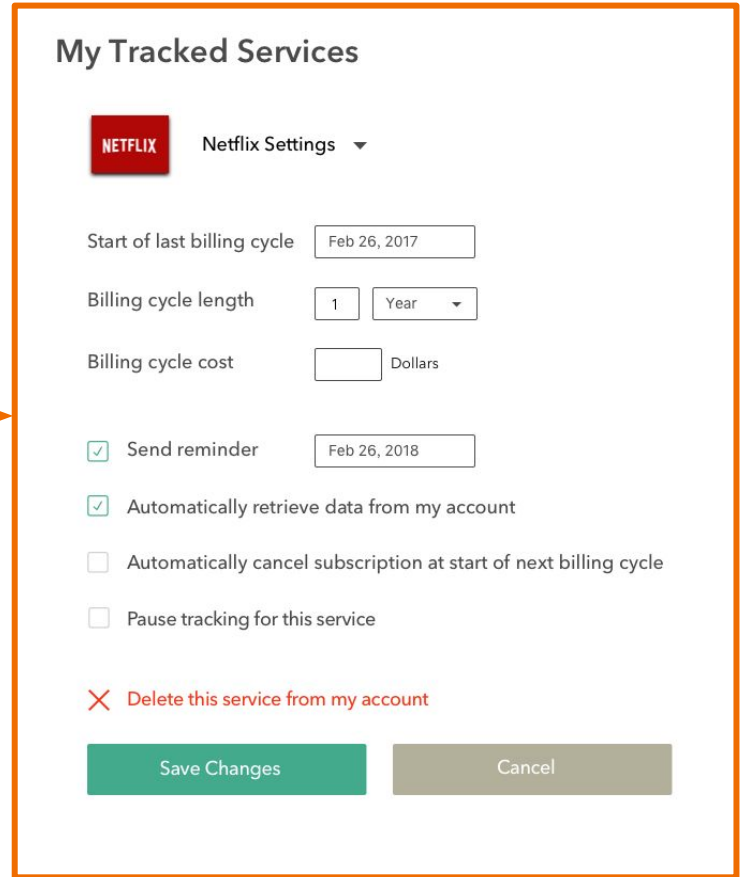 My Tracked Services
NETFLIX Netflix Settings
Start of last billing cycle Feb 26, 2017
Billing cycle length 1 Year
Billing cycle cost Dollars
Send reminder Feb 26, 2018
Automatically retrieve data from my account
Automatically cancel subscription at start of next billing cycle
Pause tracking for this service
Delete this service from my account
Save Changes Cancel